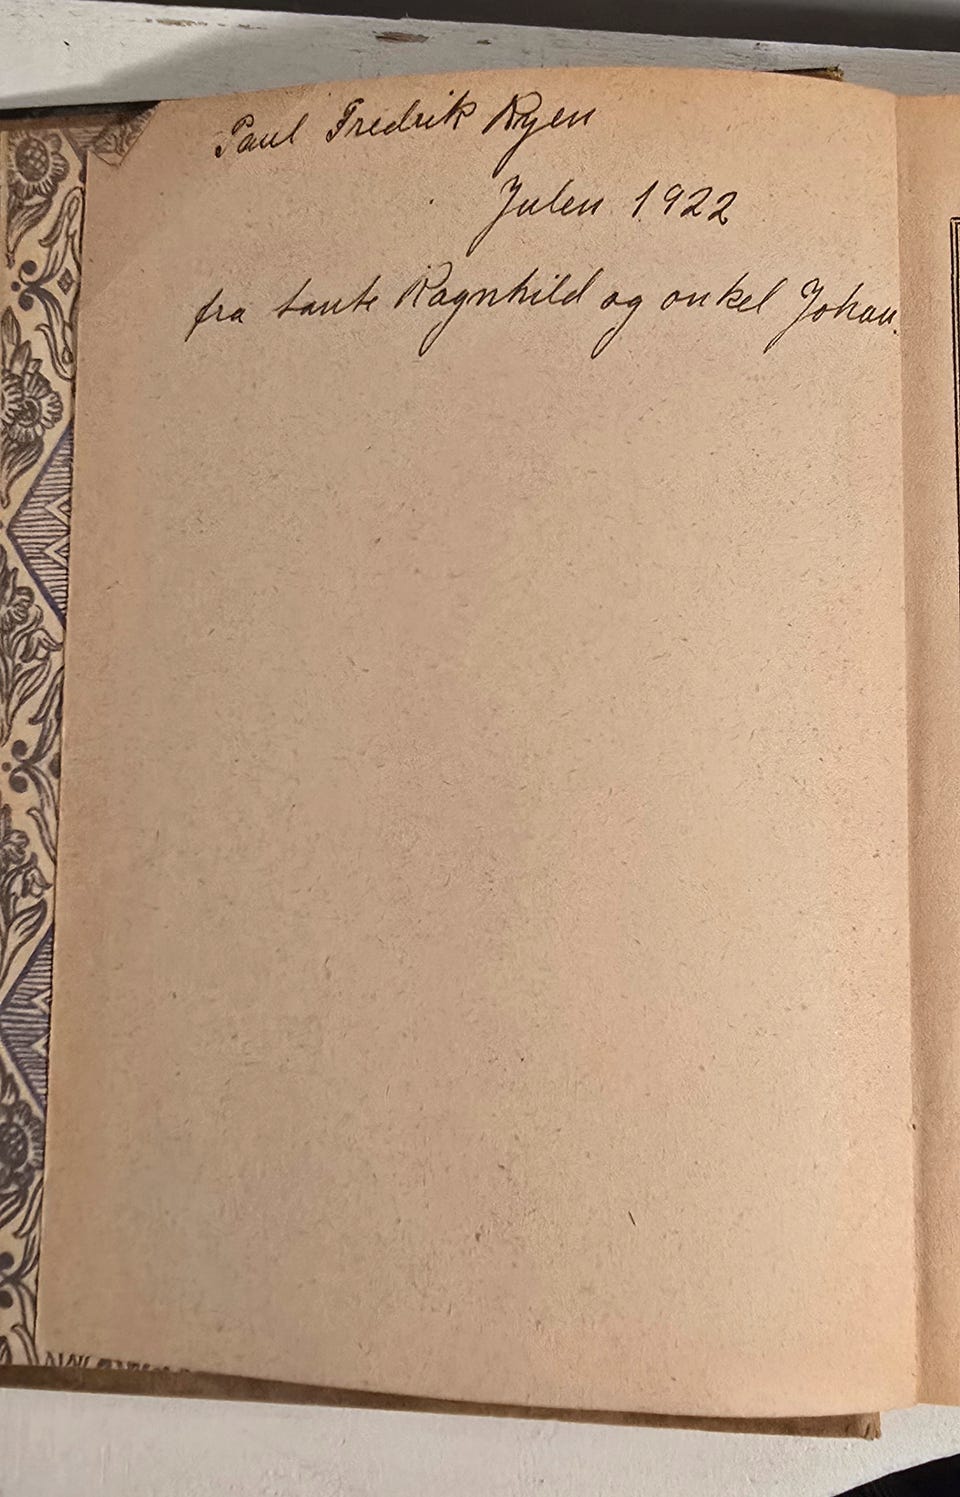 Paul Fredrik Ryen
Julen 1922
fra tante Ragnhild og onkel Johan.